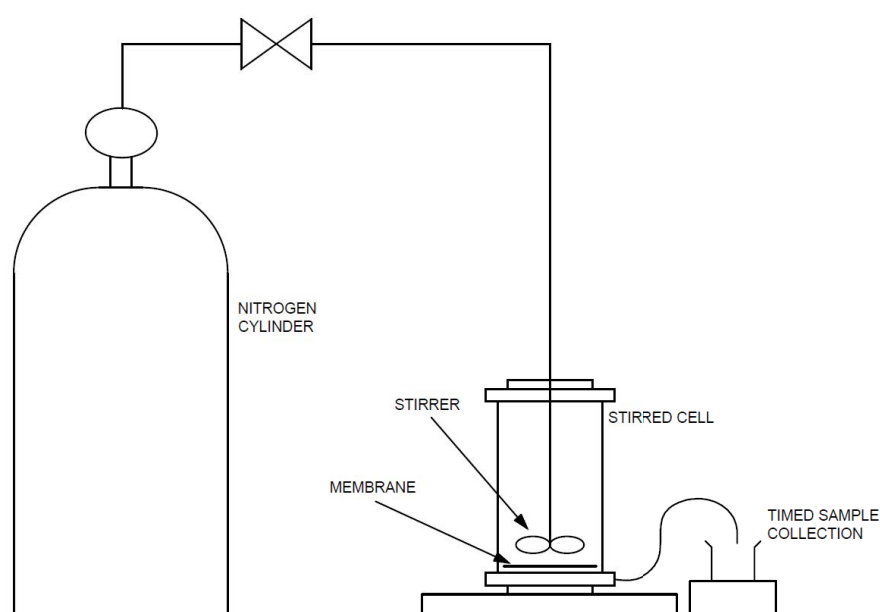 NITROGEN
CYLINDER
STIRRER
STIRRED CELL
MEMBRANE
TIMED SAMPLE
COLLECTION